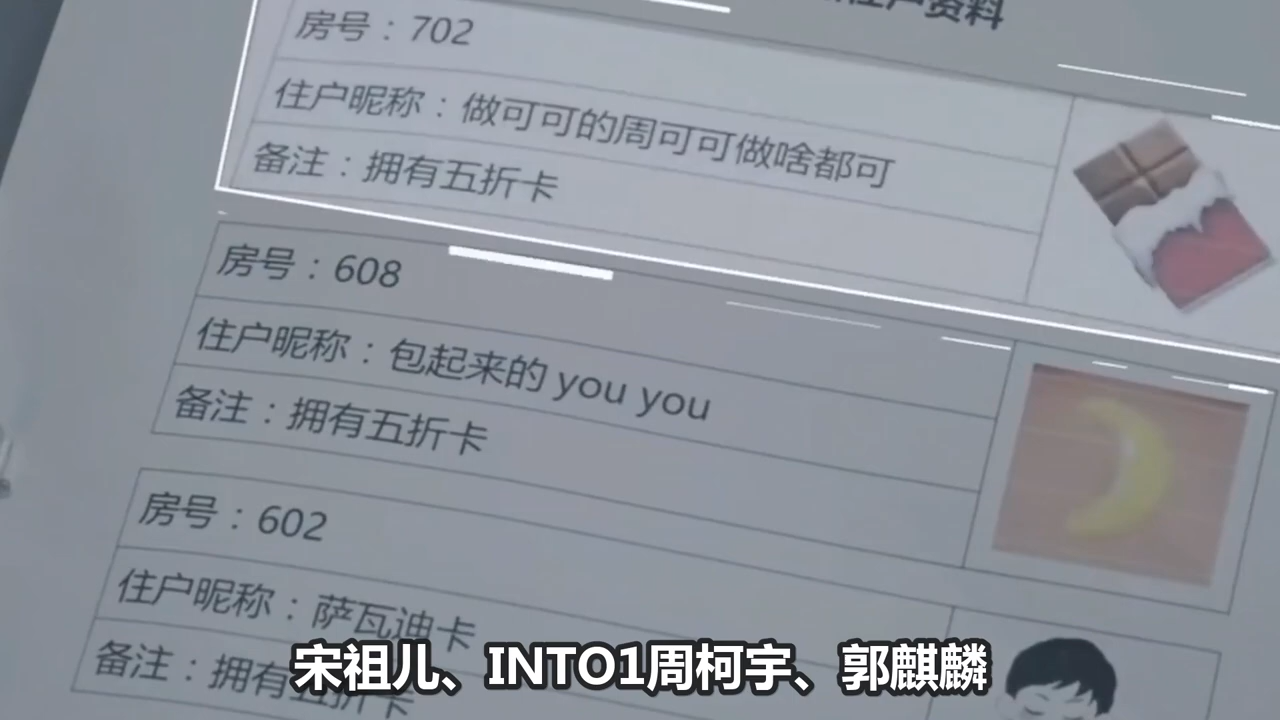 住户资料
房号：702
住户昵称：做可可的周可可做啥都可
备注：拥有五折卡
房号：608
住户昵称：包起来的 you you
备注：拥有五折卡
房号：602
住户昵称：萨瓦迪卡
备注：拥有五折卡
宋祖儿、INTO1周柯宇、郭麒麟